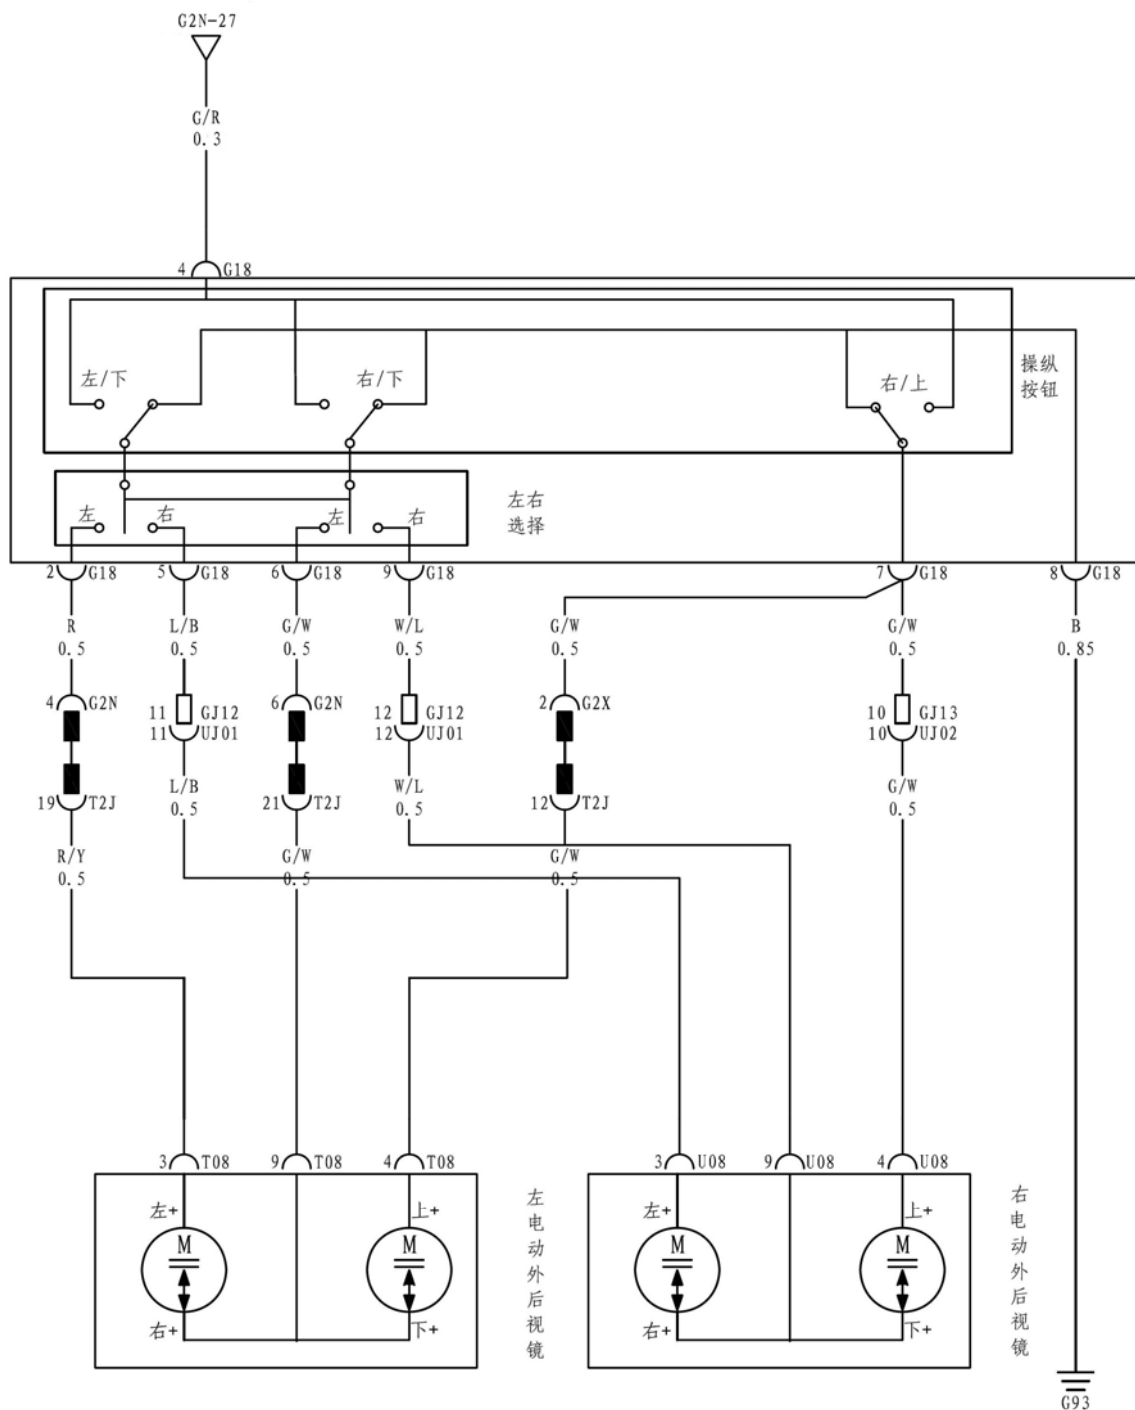 G2N-27
G/R
0.3
4 G18
左/下 右/下 右/上 操纵
按钮
左 右 左 右 左右
选择
2 G18 5 G18 6 G18 9 G18 7 G18 8 G18
R L/B G/W W/L G/W G/W B
0.5 0.5 0.5 0.5 0.5 0.5 0.85
4 G2N 11 GJ12 6 G2N 12 GJ12 2 G2X 10 GJ13
11 UJ01 12 UJ01 10 UJ02
L/B W/L G/W
19 T2J 0.5 21 T2J 0.5 12 T2J 0.5
R/Y G/W G/W
0.5 0.5 0.5
3 T08 9 T08 4 T08 3 U08 9 U08 4 U08
左+ 上+ 左+ 上+
M M M M
右+ 下+ 右+ 下+
左电动外后视镜
右电动外后视镜
G93